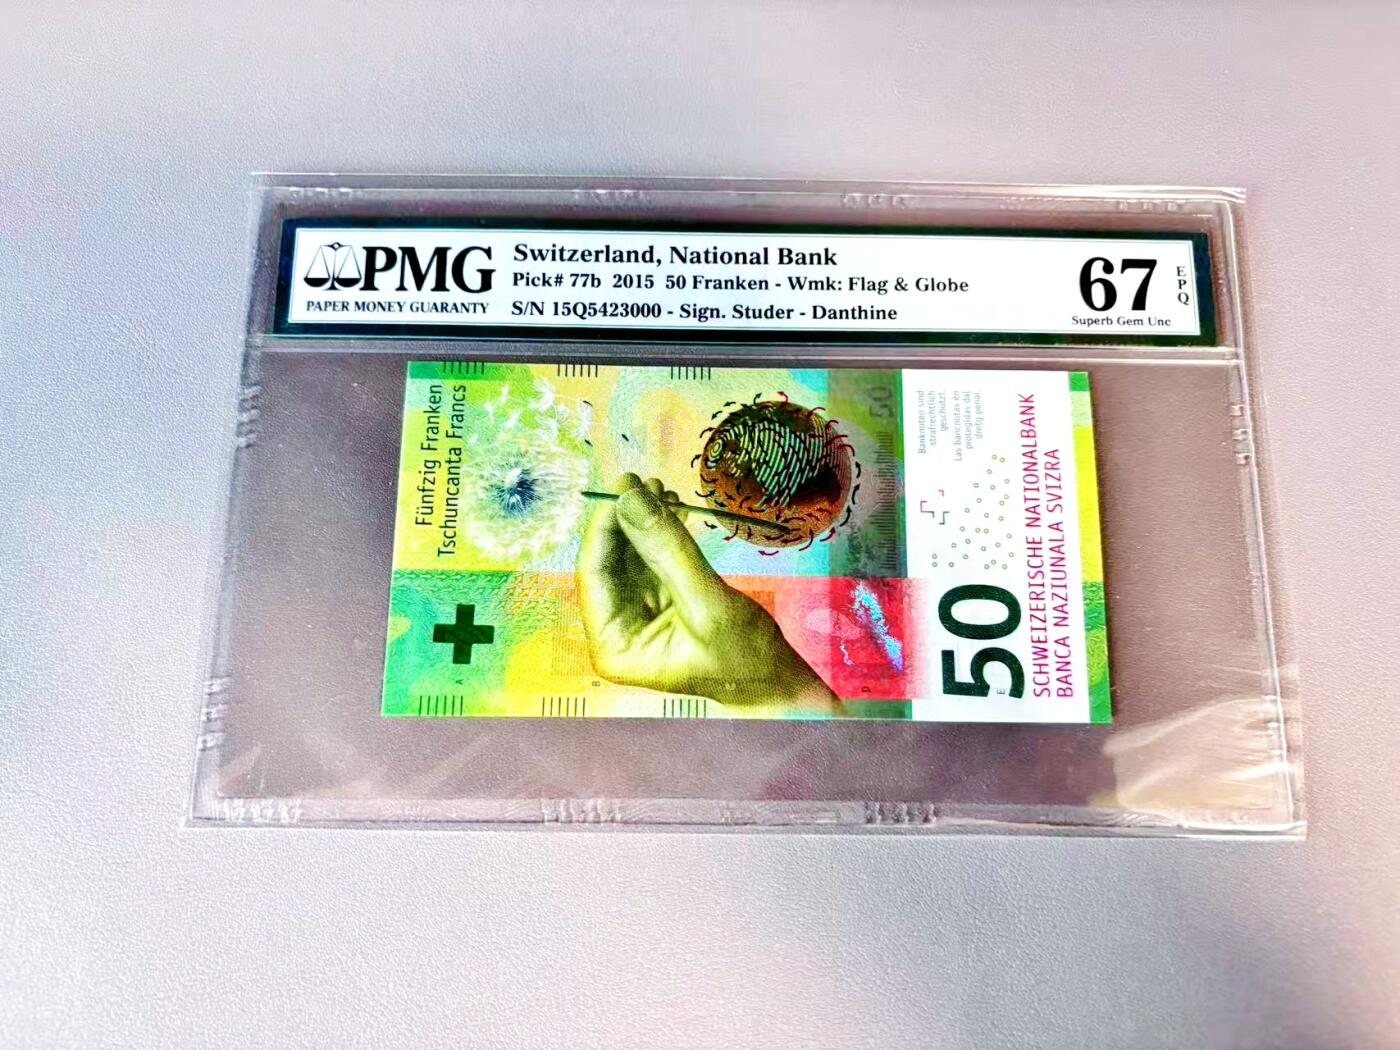 PMG
PAPER MONEY GUARANTY
Switzerland, National Bank
Pick# 77b 2015 50 Franken - Wmk: Flag & Globe
S/N 15Q5423000 - Sign. Studer - Danthine
67
EPQ
Superb Gem Unc
Fünfzig Franken
Tschuncanta Francs
50
Banknoten sind
strafrechtlich
geschützt.
Las bancnotas èn
protegidas dal
dretg penal.
50
SCHWEIZERISCHE NATIONALBANK
BANCA NAZIUNALA SVIZRA
A
B
C
D
E